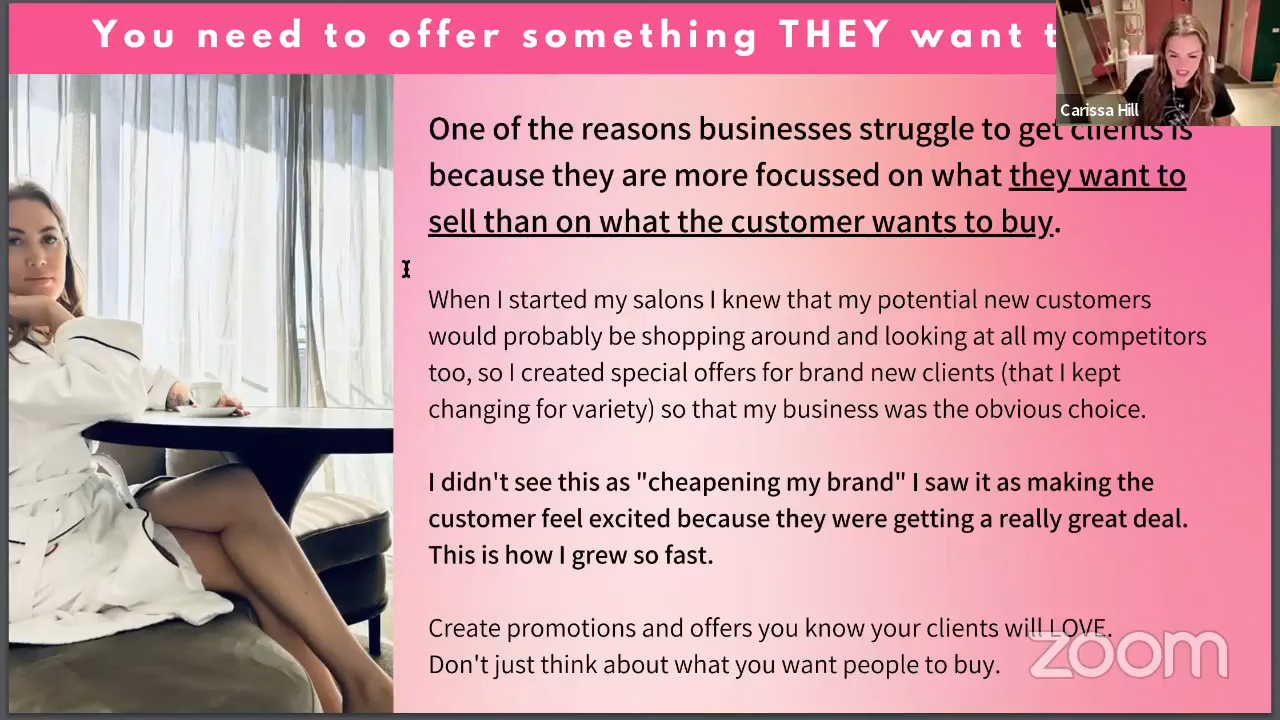 You need to offer something THEY want t
Carissa Hill
One of the reasons businesses struggle to get clients is
because they are more focussed on what they want to
sell than on what the customer wants to buy.
When I started my salons I knew that my potential new customers
would probably be shopping around and looking at all my competitors
too, so I created special offers for brand new clients (that I kept
changing for variety) so that my business was the obvious choice.
I didn't see this as "cheapening my brand" I saw it as making the
customer feel excited because they were getting a really great deal.
This is how I grew so fast.
Create promotions and offers you know your clients will LOVE.
Don't just think about what you want people to buy.
zoom